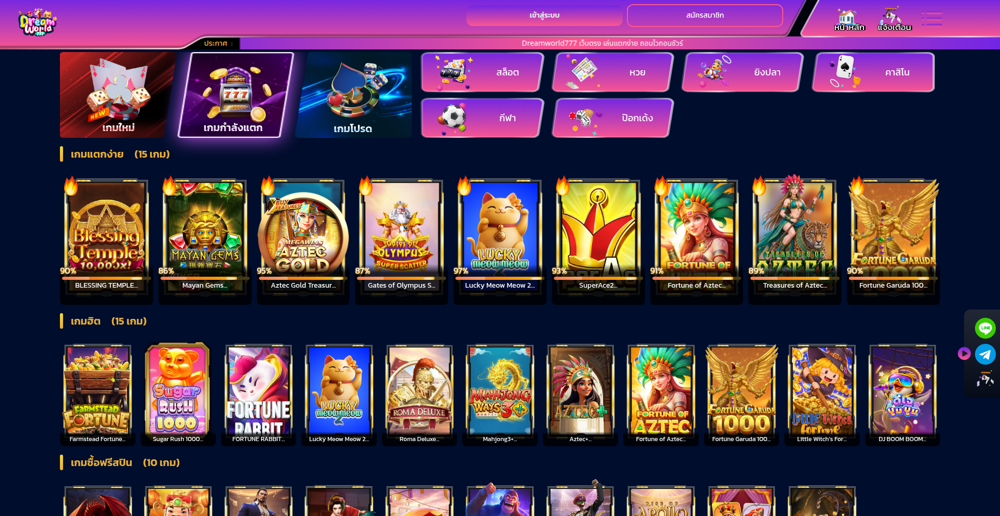 Dream World 777
เข้าสู่ระบบ
สมัครสมาชิก
หน้าหลัก
แจ้งเตือน
ประกาศ :
Dreamworld777 เว็บตรง เล่นแตกง่าย ถอนไวถอนชัวร์
NEW
เกมใหม่
JACKPOT
777
เกมกำลังแตก
เกมโปรด
สล็อต
หวย
ยิงปลา
คาสิโน
กีฬา
ป๊อกเด้ง
เกมแตกง่าย (15 เกม)
Blessing Temple 10,000x!
90%
BLESSING TEMPLE...
MAYAN GEMS
瑪雅寶石
86%
Mayan Gems...
BUY FEATURES
MEGAWINS
AZTEC GOLD
95%
Aztec Gold Treasur...
Gates of OLYMPUS SUPER SCATTER
87%
Gates of Olympus S...
LUCKY meow meow 2
97%
Lucky Meow Meow 2...
93%
SuperAce2...
FORTUNE OF
91%
Fortune of Aztec...
TREASURES OF AZTEC
89%
Treasures of Aztec...
FORTUNE GARUDA 1000
90%
Fortune Garuda 100...
เกมฮิต (15 เกม)
FARMSTEAD FORTUNE
Farmstead Fortune...
Sugar RUSH 1000
Sugar Rush 1000...
FORTUNE RABBIT
FORTUNE RABBIT...
LUCKY meow meow 2
Lucky Meow Meow 2...
ROMA DELUXE
Roma Deluxe...
MAHJONG WAYS 3+
Mahjong3+...
AZTEC+
Aztec+...
FORTUNE OF AZTEC
Fortune of Aztec...
FORTUNE GARUDA 1000
Fortune Garuda 100...
Little Witch Fortune
Little Witch's For...
ดีเจ บูม บูม
DJ BOOM BOOM...
LINE
เกมซื้อฟรีสปิน (10 เกม)
RISE OF APOLLO